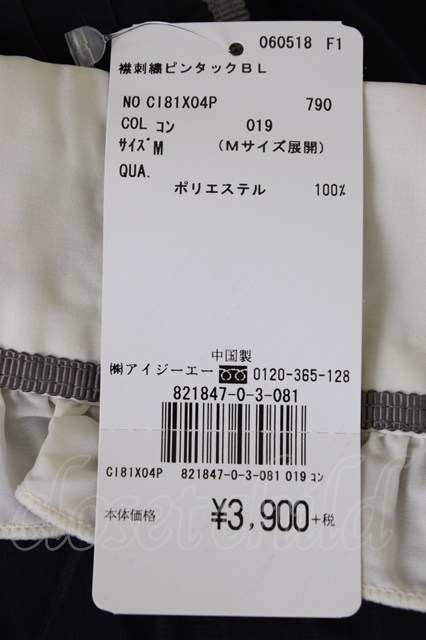 060518 F1
襟刺繍ピンタックBL
NO CI81X04P 790
COL コン 019
ｻｲｽﾞM (Mサイズ展開)
QUA.
ポリエステル 100%
中国製
㈱アイジーエー 0120-365-128
821847-0-3-081
CI81X04P 821847-0-3-081 019 コン
本体価格 ¥3,900+税
closet child